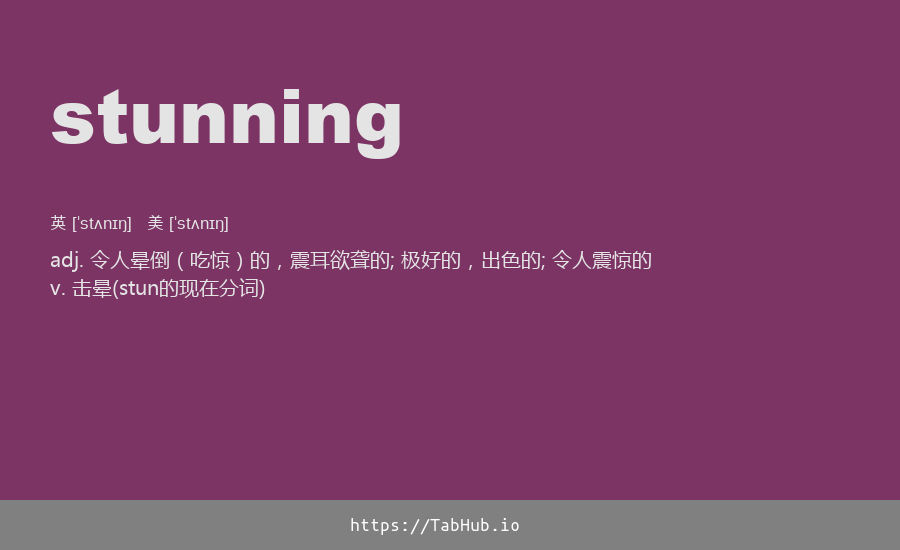 stunning
英 [ˈstʌnɪŋ] 美 [ˈstʌnɪŋ]
adj. 令人晕倒（吃惊）的，震耳欲聋的; 极好的，出色的; 令人震惊的
v. 击晕(stun的现在分词)
https://TabHub.io